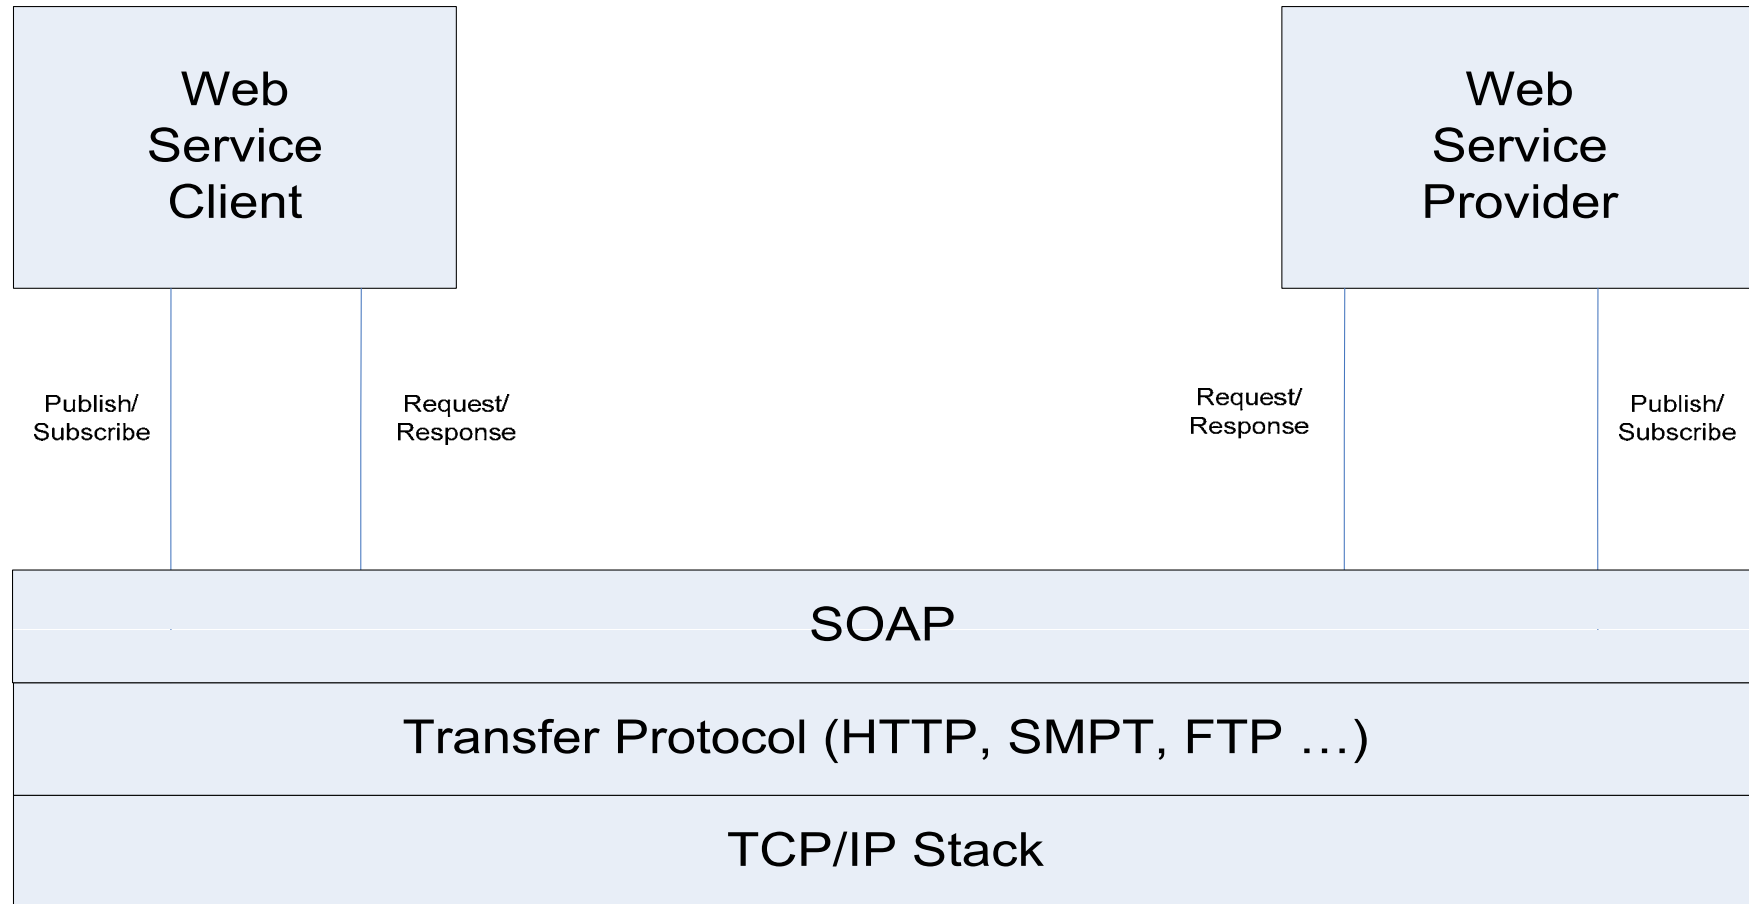 Web
Service
Client
Web
Service
Provider
Publish/
Subscribe
Request/
Response
Request/
Response
Publish/
Subscribe
SOAP
Transfer Protocol (HTTP, SMPT, FTP …)
TCP/IP Stack